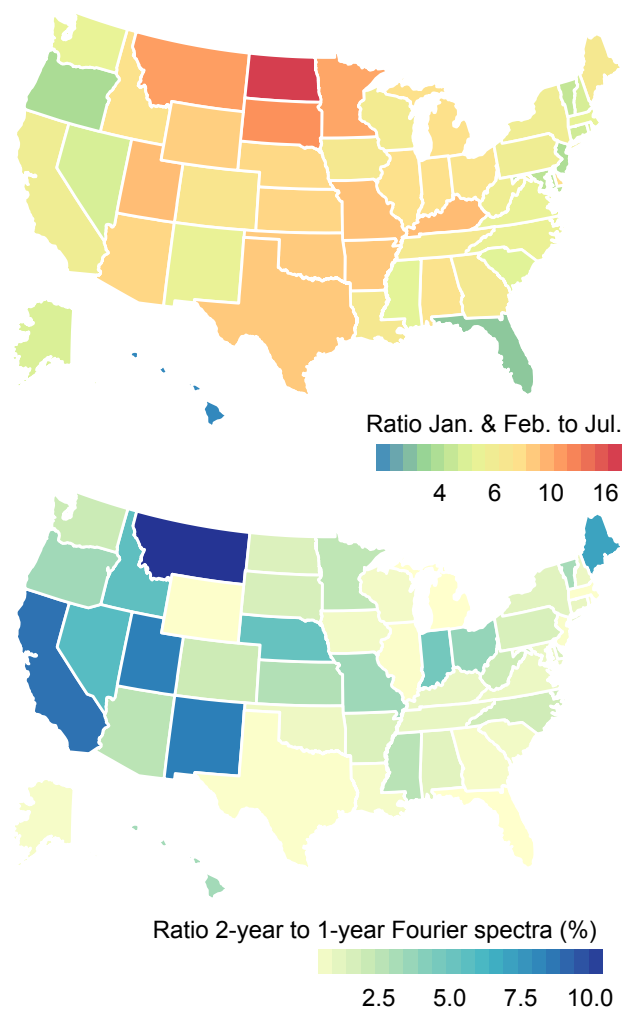 Ratio Jan. & Feb. to Jul.
4 6 10 16
Ratio 2-year to 1-year Fourier spectra (%)
2.5 5.0 7.5 10.0